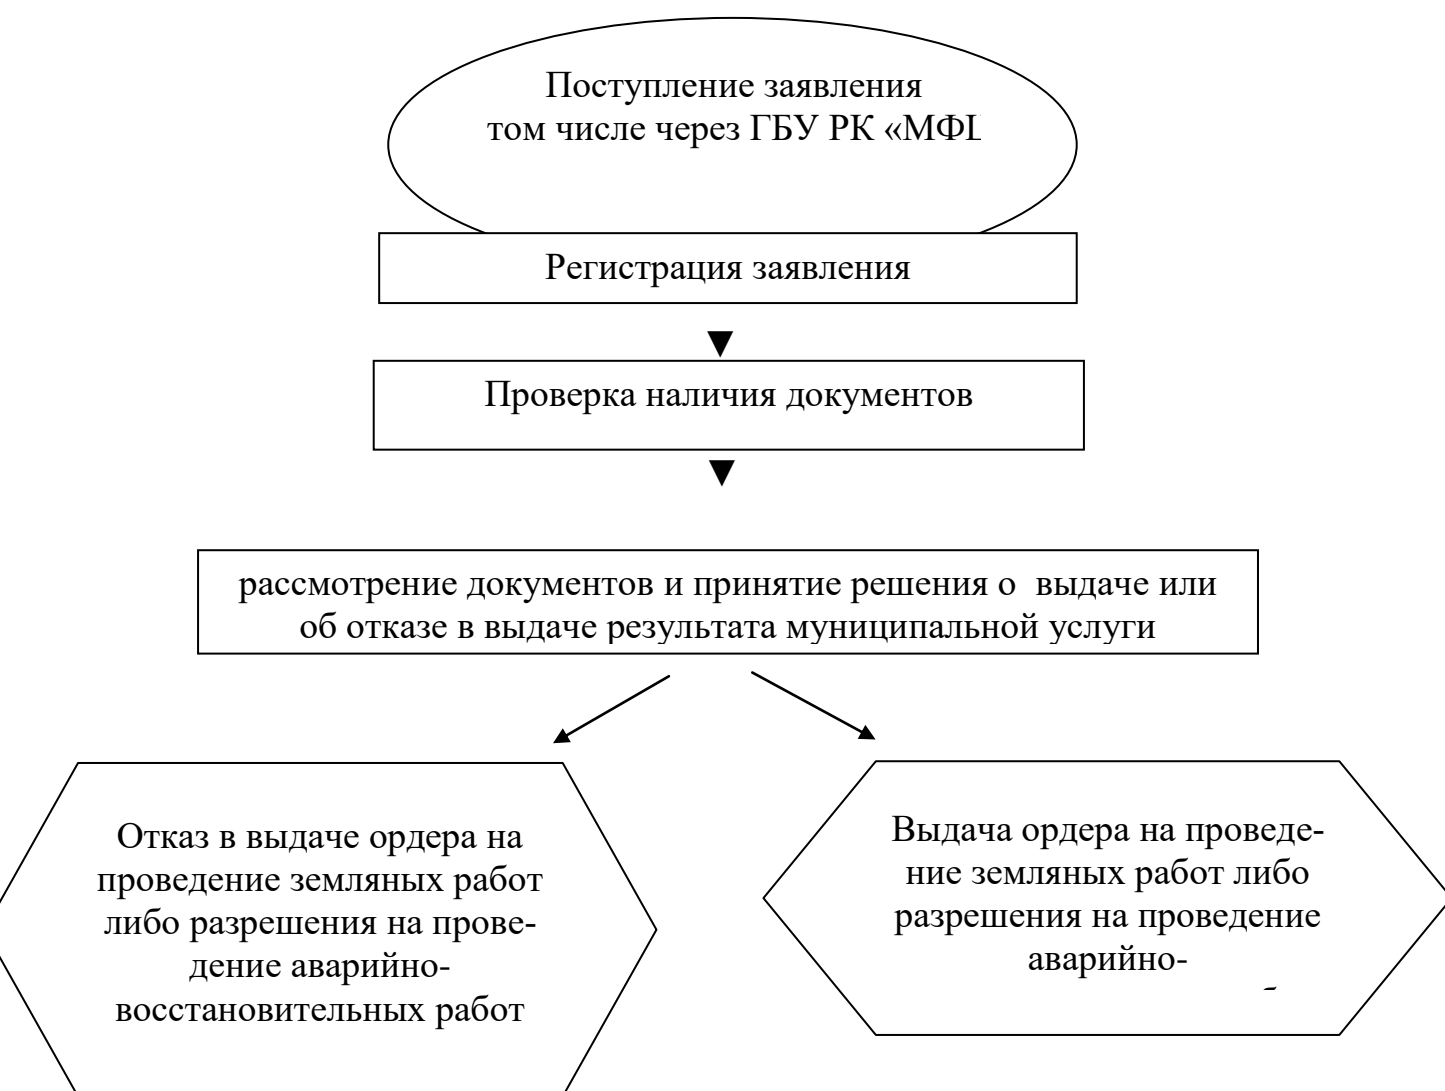 Поступление заявления
том числе через ГБУ РК «МФЦ
Регистрация заявления
Проверка наличия документов
рассмотрение документов и принятие решения о выдаче или
об отказе в выдаче результата муниципальной услуги
Отказ в выдаче ордера на
проведение земляных работ
либо разрешения на прове-
дение аварийно-
восстановительных работ
Выдача ордера на проведе-
ние земляных работ либо
разрешения на проведение
аварийно-